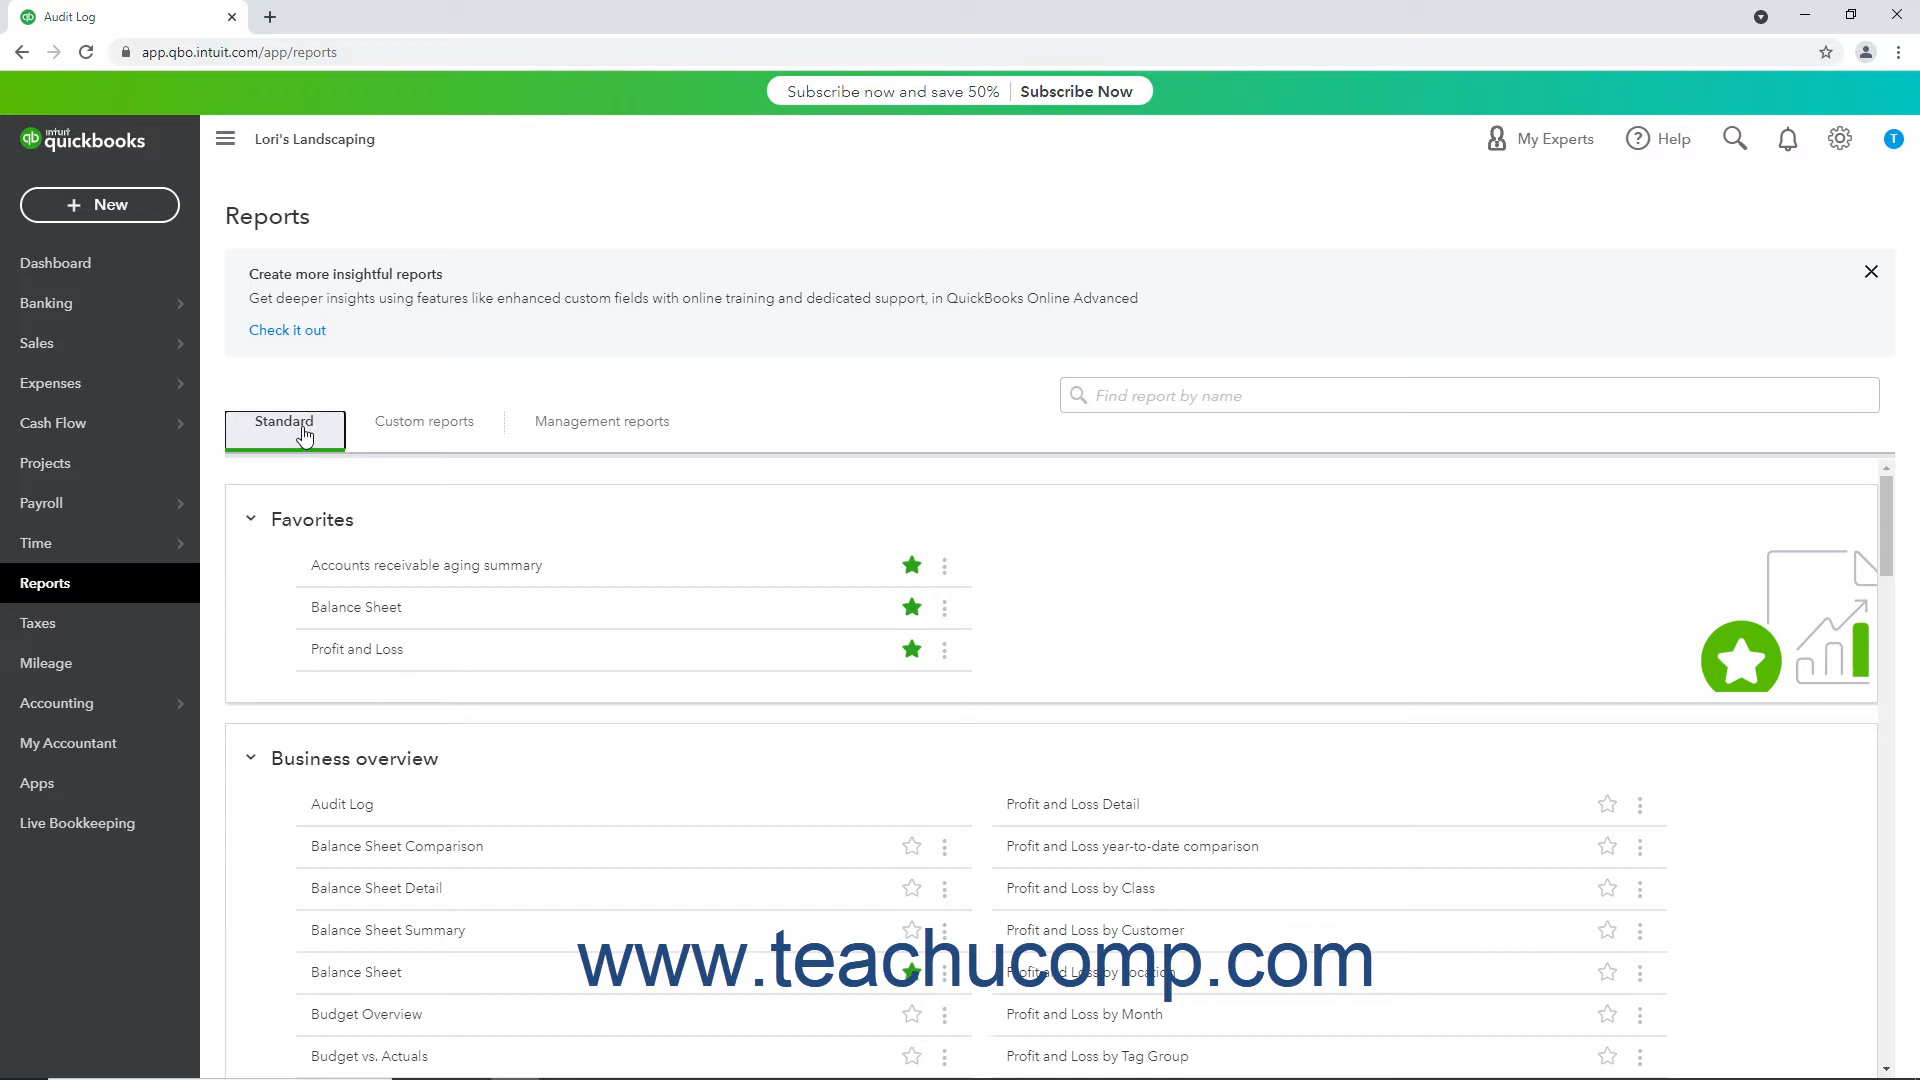 Audit Log
app.qbo.intuit.com/app/reports
Subscribe now and save 50% Subscribe Now
intuit quickbooks
Lori's Landscaping
My Experts
Help
T
+ New
Dashboard
Banking
Sales
Expenses
Cash Flow
Projects
Payroll
Time
Reports
Taxes
Mileage
Accounting
My Accountant
Apps
Live Bookkeeping
Reports
Create more insightful reports
Get deeper insights using features like enhanced custom fields with online training and dedicated support, in QuickBooks Online Advanced
Check it out
Find report by name
Standard
Custom reports
Management reports
Favorites
Accounts receivable aging summary
Balance Sheet
Profit and Loss
Business overview
Audit Log
Profit and Loss Detail
Balance Sheet Comparison
Profit and Loss year-to-date comparison
Balance Sheet Detail
Profit and Loss by Class
Balance Sheet Summary
Profit and Loss by Customer
Balance Sheet
Profit and Loss by Location
www.teachucomp.com
Budget Overview
Profit and Loss by Month
Budget vs. Actuals
Profit and Loss by Tag Group